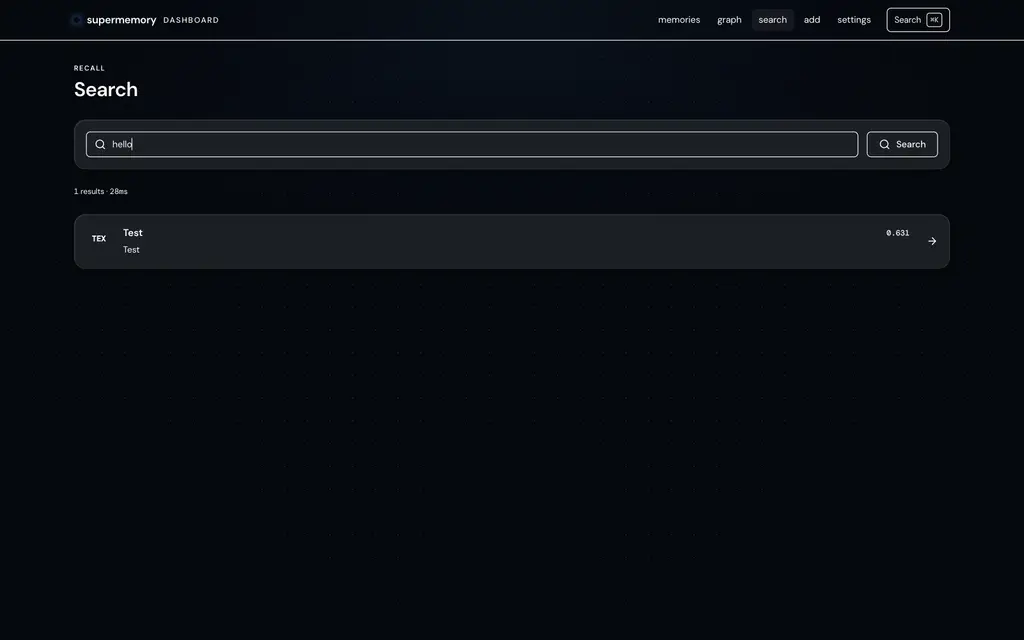 supermemory DASHBOARD
memories graph search add settings Search ⌘K
RECALL
Search
hello
Search
1 results · 28ms
TEX
Test
0.631
Test